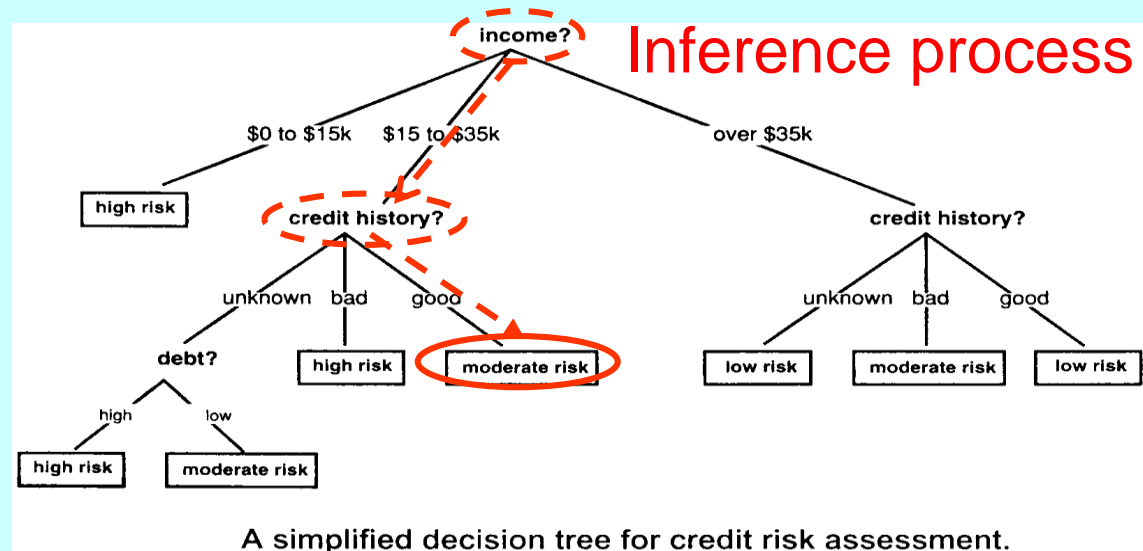 income?
Inference process
$0 to $15k $15 to $35k over $35k
high risk
credit history? credit history?
unknown bad good unknown bad good
debt? high risk moderate risk low risk moderate risk low risk
high low
high risk moderate risk
A simplified decision tree for credit risk assessment.